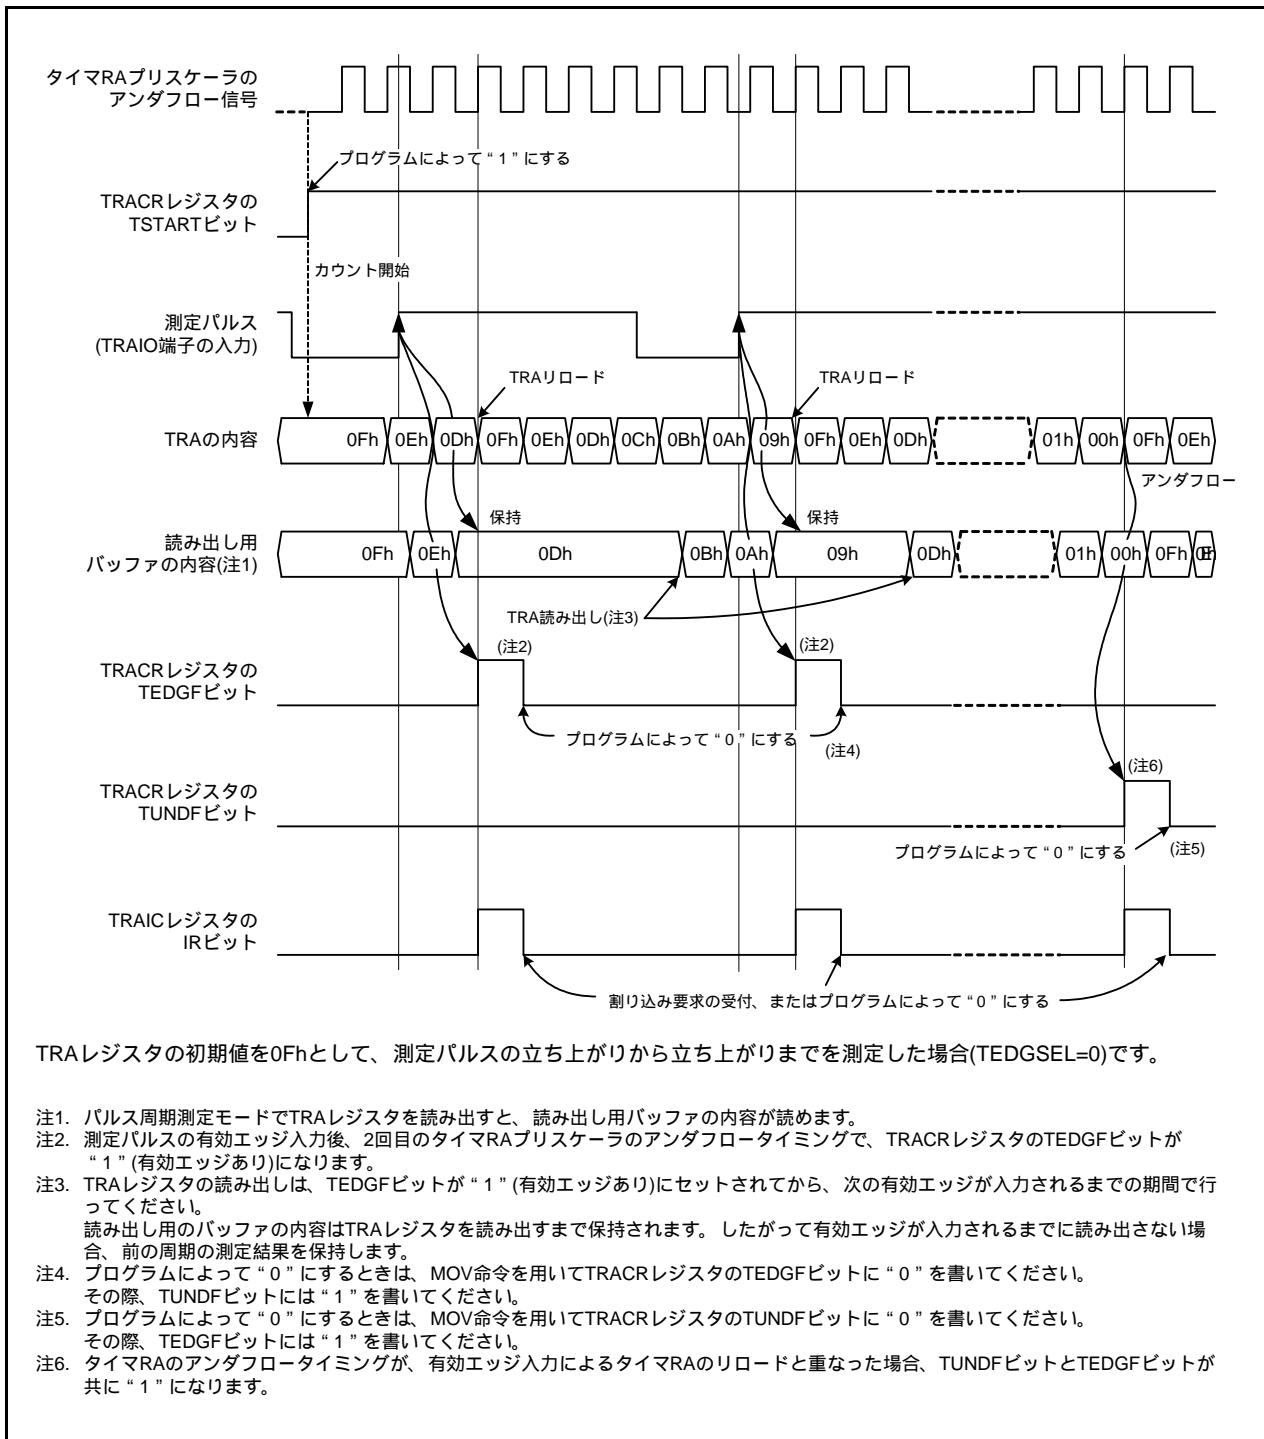 タイマRAプリスケーラの
アンダフロー信号
プログラムによって“1”にする
TRACRレジスタの
TSTARTビット
カウント開始
測定パルス
(TRAIO端子の入力)
TRAリロード
TRAリロード
TRAの内容
0Fh 0Eh 0Dh 0Fh 0Eh 0Dh 0Ch 0Bh 0Ah 09h 0Fh 0Eh 0Dh 01h 00h 0Fh 0Eh
アンダフロー
保持
保持
読み出し用
バッファの内容(注1)
0Fh 0Eh 0Dh 0Bh 0Ah 09h 0Dh 01h 00h 0Fh
TRA読み出し(注3)
(注2)
(注2)
TRACRレジスタの
TEDGFビット
プログラムによって“0”にする
(注4)
(注6)
TRACRレジスタの
TUNDFビット
プログラムによって“0”にする
(注5)
TRAICレジスタの
IRビット
割り込み要求の受付、またはプログラムによって“0”にする
TRAレジスタの初期値を0Fhとして、測定パルスの立ち上がりから立ち上がりまでを測定した場合(TEDGSEL=0)です。
注1. パルス周期測定モードでTRAレジスタを読み出すと、読み出し用バッファの内容が読めます。
注2. 測定パルスの有効エッジ入力後、2回目のタイマRAプリスケーラのアンダフロータイミングで、TRACRレジスタのTEDGFビットが
“1”(有効エッジあり)になります。
注3. TRAレジスタの読み出しは、TEDGFビットが“1”(有効エッジあり)にセットされてから、次の有効エッジが入力されるまでの期間で行
ってください。
読み出し用のバッファの内容はTRAレジスタを読み出すまで保持されます。したがって有効エッジが入力されるまでに読み出さない場
合、前の周期の測定結果を保持します。
注4. プログラムによって“0”にするときは、MOV命令を用いてTRACRレジスタのTEDGFビットに“0”を書いてください。
その際、TUNDFビットには“1”を書いてください。
注5. プログラムによって“0”にするときは、MOV命令を用いてTRACRレジスタのTUNDFビットに“0”を書いてください。
その際、TEDGFビットには“1”を書いてください。
注6. タイマRAのアンダフロータイミングが、有効エッジ入力によるタイマRAのリロードと重なった場合、TUNDFビットとTEDGFビットが
共に“1”になります。